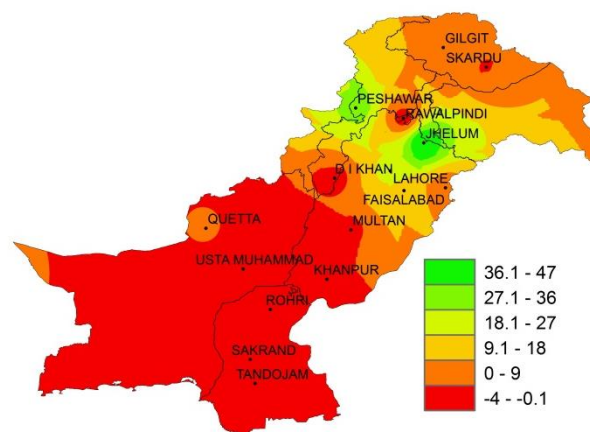 GILGIT
SKARDU
PESHAWAR
RAWALPINDI
JHELUM
D I KHAN
LAHORE
FAISALABAD
QUETTA
MULTAN
USTA MUHAMMAD
KHANPUR
ROHRI
SAKRAND
TANDOJAM
36.1 - 47
27.1 - 36
18.1 - 27
9.1 - 18
0 - 9
-4 - -0.1